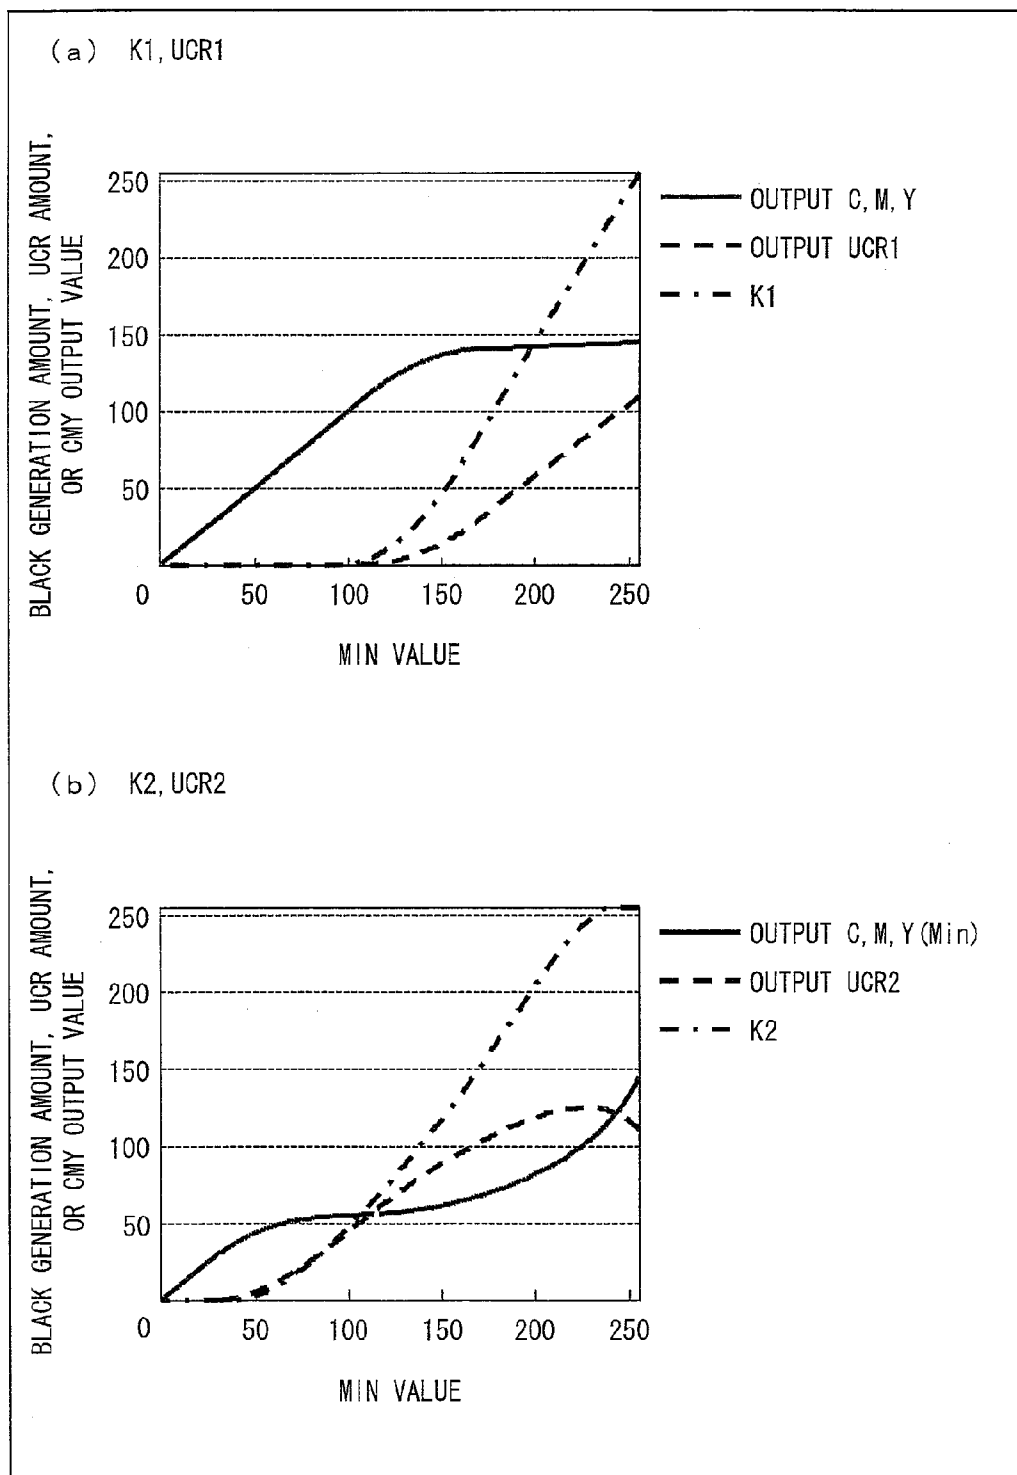 (a) K1, UCR1
BLACK GENERATION AMOUNT, UCR AMOUNT,
OR CMY OUTPUT VALUE
250
200
150
100
50
0 50 100 150 200 250
MIN VALUE
OUTPUT C, M, Y
OUTPUT UCR1
K1
(b) K2, UCR2
BLACK GENERATION AMOUNT, UCR AMOUNT,
OR CMY OUTPUT VALUE
250
200
150
100
50
0 50 100 150 200 250
MIN VALUE
OUTPUT C, M, Y(Min)
OUTPUT UCR2
K2